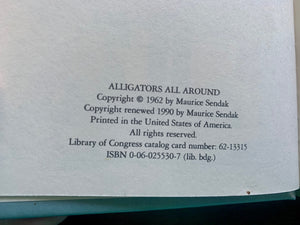 ALLIGATORS ALL AROUND
Copyright © 1962 by Maurice Sendak
Copyright renewed 1990 by Maurice Sendak
Printed in the United States of America.
All rights reserved.
Library of Congress catalog card number: 62-13315
ISBN 0-06-025530-7 (lib. bdg.)